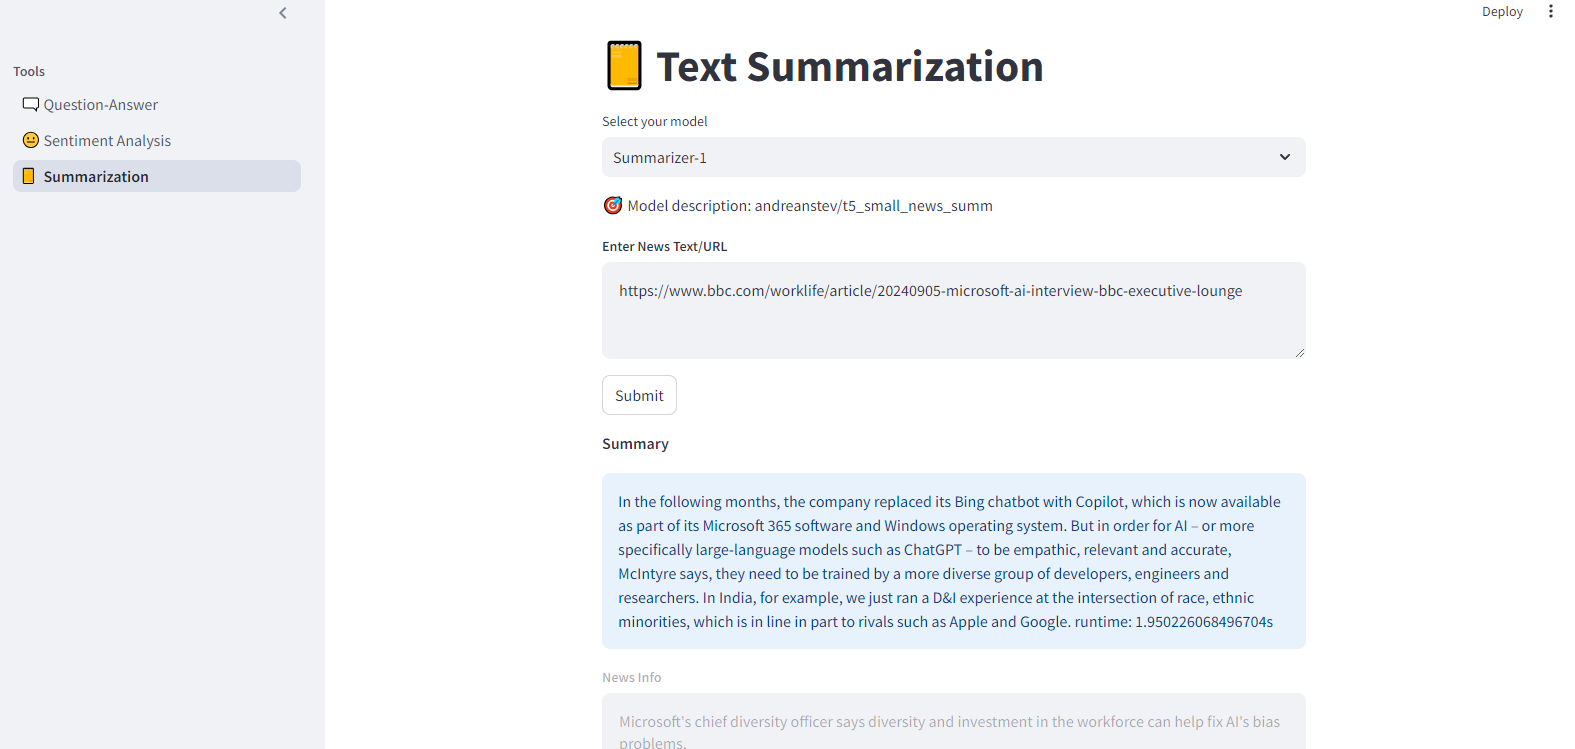 Deploy
Tools
Question-Answer
Sentiment Analysis
Summarization
Text Summarization
Select your model
Summarizer-1
Model description: andreanstev/t5_small_news_summ
Enter News Text/URL
https://www.bbc.com/worklife/article/20240905-microsoft-ai-interview-bbc-executive-lounge
Submit
Summary
In the following months, the company replaced its Bing chatbot with Copilot, which is now available
as part of its Microsoft 365 software and Windows operating system. But in order for AI – or more
specifically large-language models such as ChatGPT – to be empathic, relevant and accurate,
McIntyre says, they need to be trained by a more diverse group of developers, engineers and
researchers. In India, for example, we just ran a D&I experience at the intersection of race, ethnic
minorities, which is in line in part to rivals such as Apple and Google. runtime: 1.950226068496704s
News Info
Microsoft's chief diversity officer says diversity and investment in the workforce can help fix AI's bias
problems.